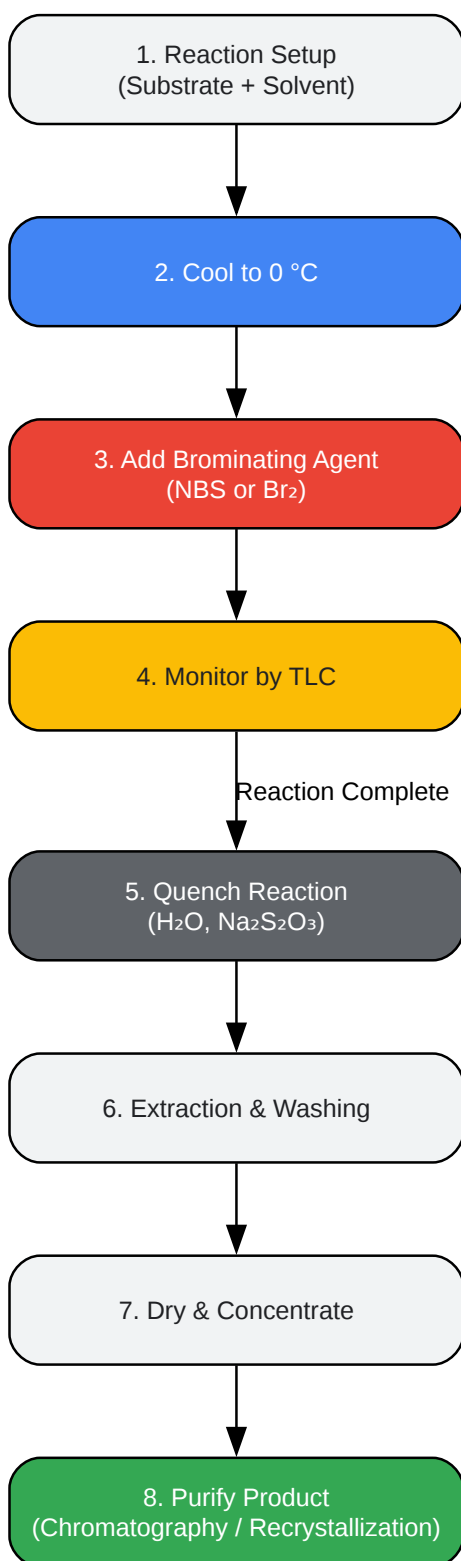 1. Reaction Setup
(Substrate + Solvent)
2. Cool to 0 °C
3. Add Brominating Agent
(NBS or Br₂)
4. Monitor by TLC
Reaction Complete
5. Quench Reaction
(H₂O, Na₂S₂O₃)
6. Extraction & Washing
7. Dry & Concentrate
8. Purify Product
(Chromatography / Recrystallization)